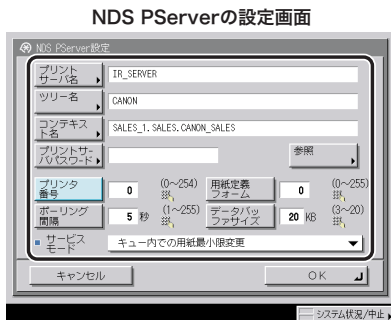 NDS PServerの設定画面
NDS PServer設定
プリント
サーバ名
IR_SERVER
ツリー名
CANON
コンテキス
ト名
SALES_1.SALES.CANON_SALES
プリントサー
バパスワード
参照
プリンタ
番号
0
(0~254)
用紙定義
フォーム
0
(0~255)
ポーリング
間隔
5 秒
(1~255)
データバッ
ファサイズ
20 KB
(3~20)
サービス
モード
キュー内での用紙最小限変更
キャンセル
OK
システム状況/中止